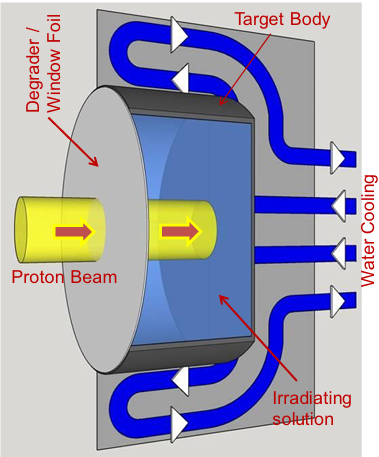 Degrader /
Window Foil
Target Body
Proton Beam
Water Cooling
Irradiating
solution